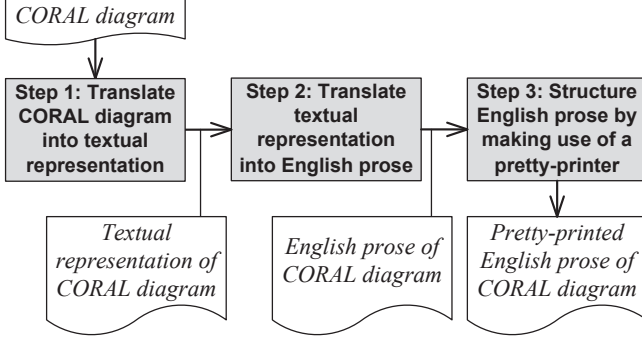 CORAL diagram
Step 1: Translate
CORAL diagram
into textual
representation
Step 2: Translate
textual
representation
into English prose
Step 3: Structure
English prose by
making use of a
pretty-printer
Textual
representation of
CORAL diagram
English prose of
CORAL diagram
Pretty-printed
English prose of
CORAL diagram